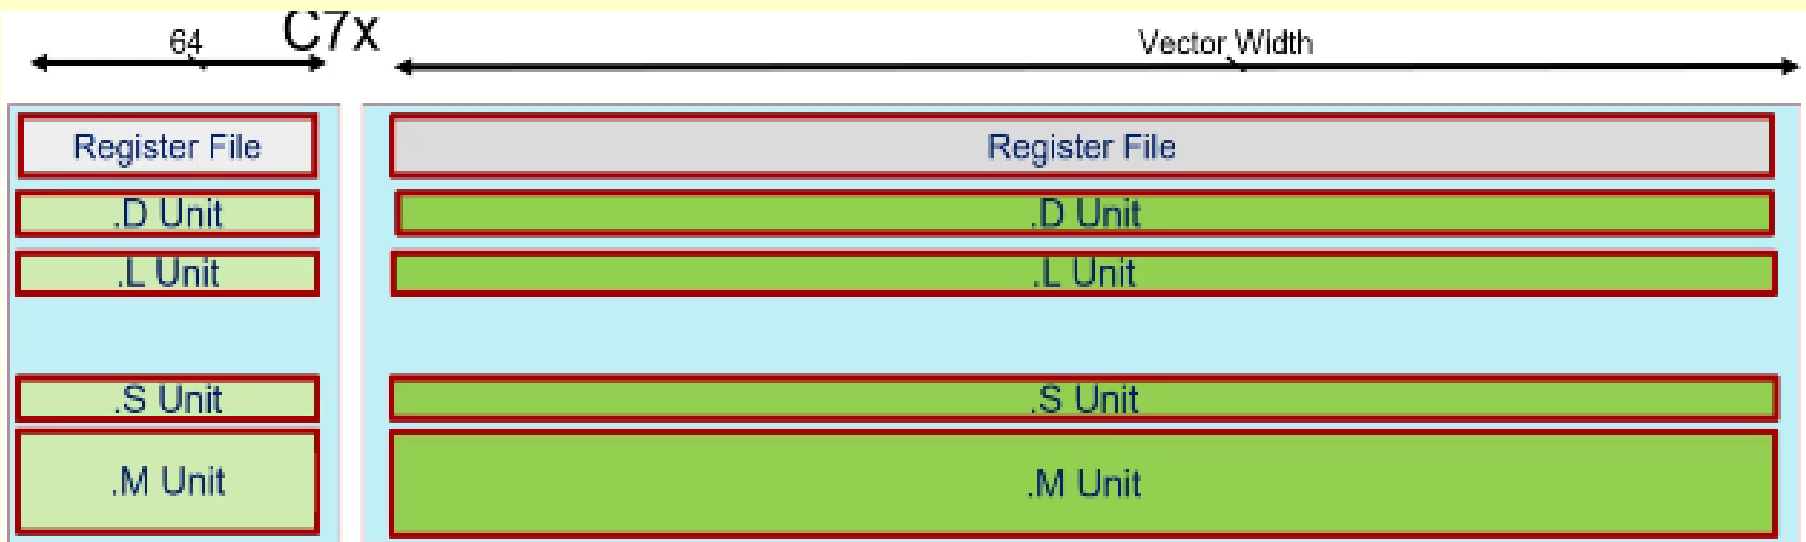 C7x
64
Vector Width
Register File
Register File
.D Unit
.D Unit
.L Unit
.L Unit
.S Unit
.S Unit
.M Unit
.M Unit